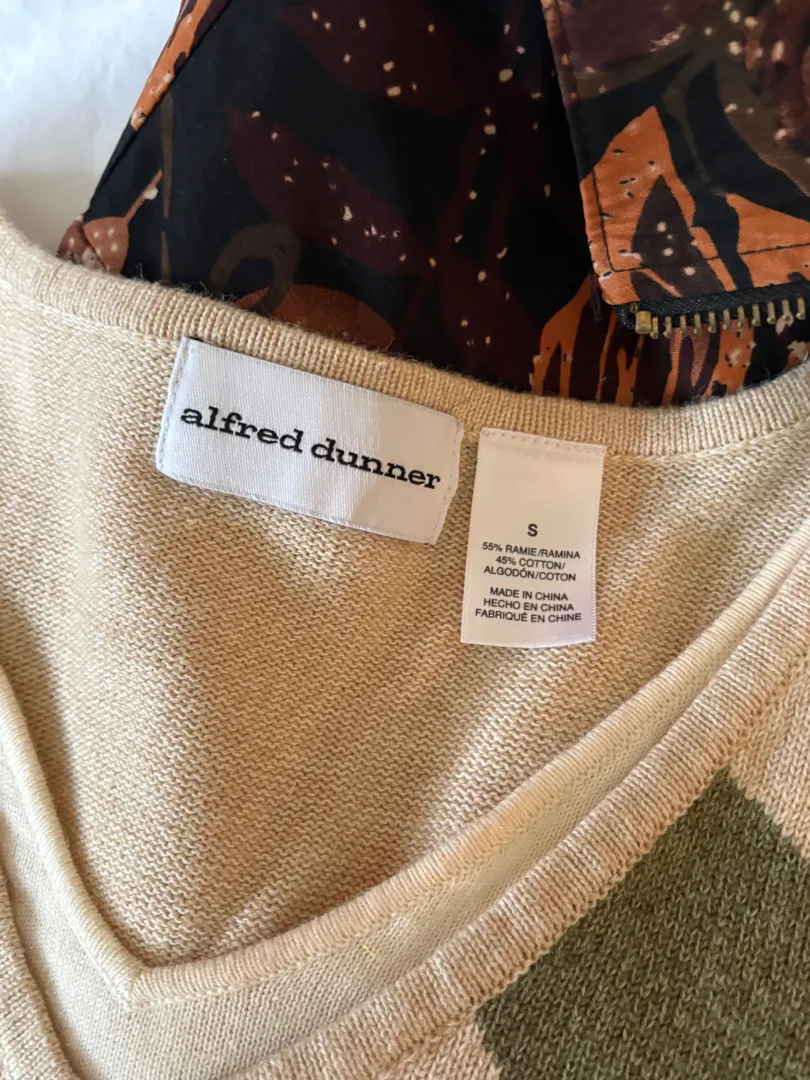 alfred dunner
S
55% RAMIE/RAMINA
45% COTTON/
ALGODÓN/COTON
MADE IN CHINA
HECHO EN CHINA
FABRIQUÉ EN CHINE